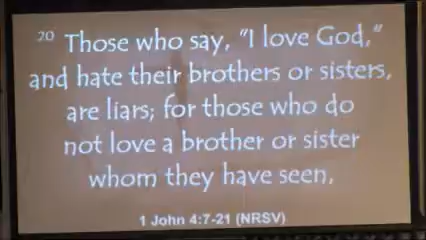 20 Those who say, "I love God,"
and hate their brothers or sisters,
are liars; for those who do
not love a brother or sister
whom they have seen,
1 John 4:7-21 (NRSV)